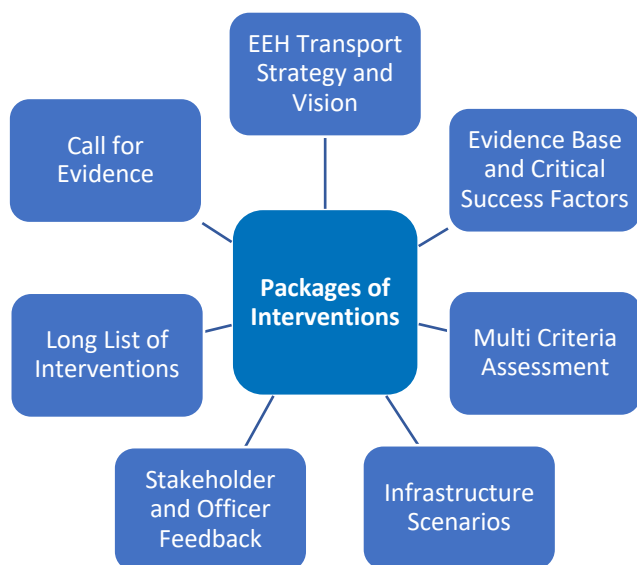 EEH Transport
Strategy and
Vision
Call for
Evidence
Evidence Base
and Critical
Success Factors
Packages of
Interventions
Long List of
Interventions
Multi Criteria
Assessment
Stakeholder
and Officer
Feedback
Infrastructure
Scenarios